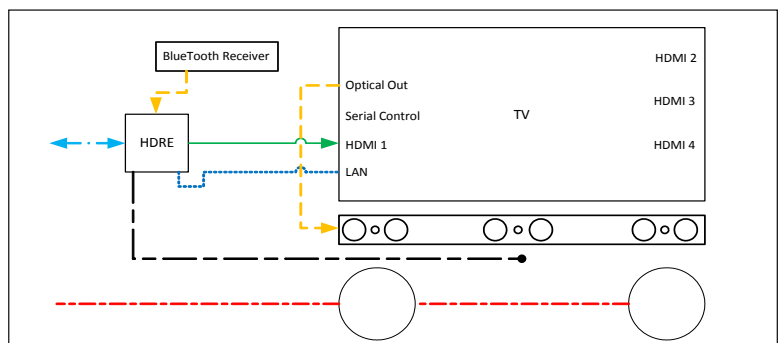 BlueTooth Receiver
HDMI 2
Optical Out
HDMI 3
Serial Control
TV
HDRE
HDMI 1
HDMI 4
LAN